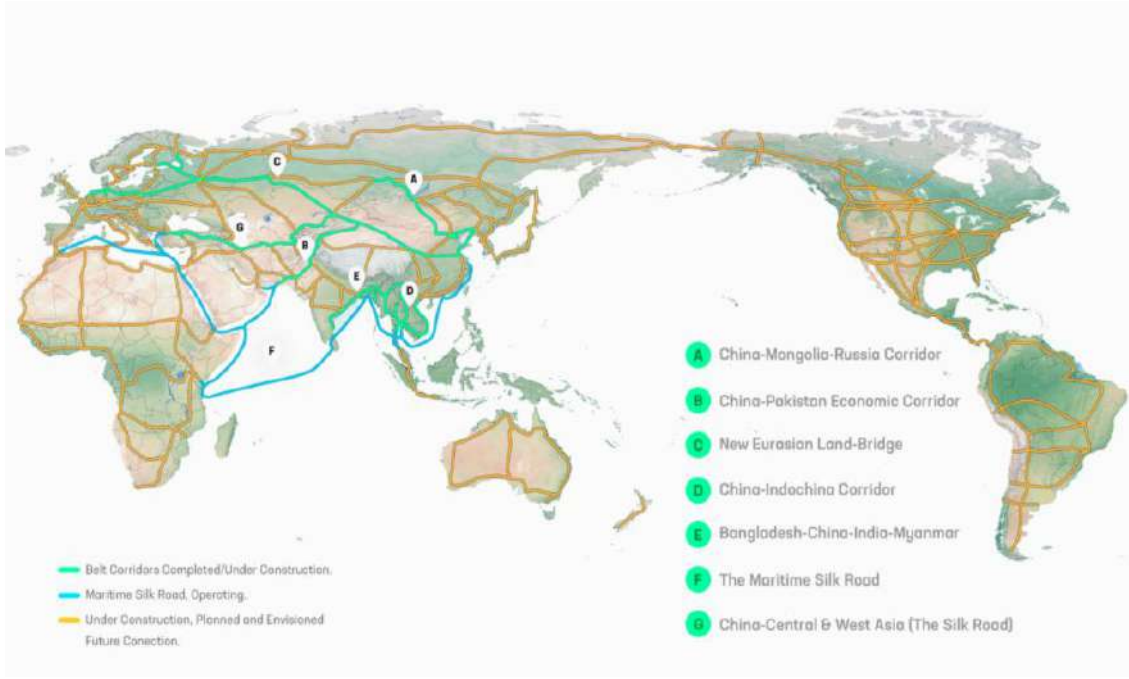 C
A
G
B
E
D
F
A China-Mongolia-Russia Corridor
B China-Pakistan Economic Corridor
C New Eurasian Land-Bridge
D China-Indochina Corridor
E Bangladesh-China-India-Myanmar
F The Maritime Silk Road
G China-Central & West Asia (The Silk Road)
Belt Corridors Completed/Under Construction.
Maritime Silk Road, Operating.
Under Construction, Planned and Envisioned
Future Conection.